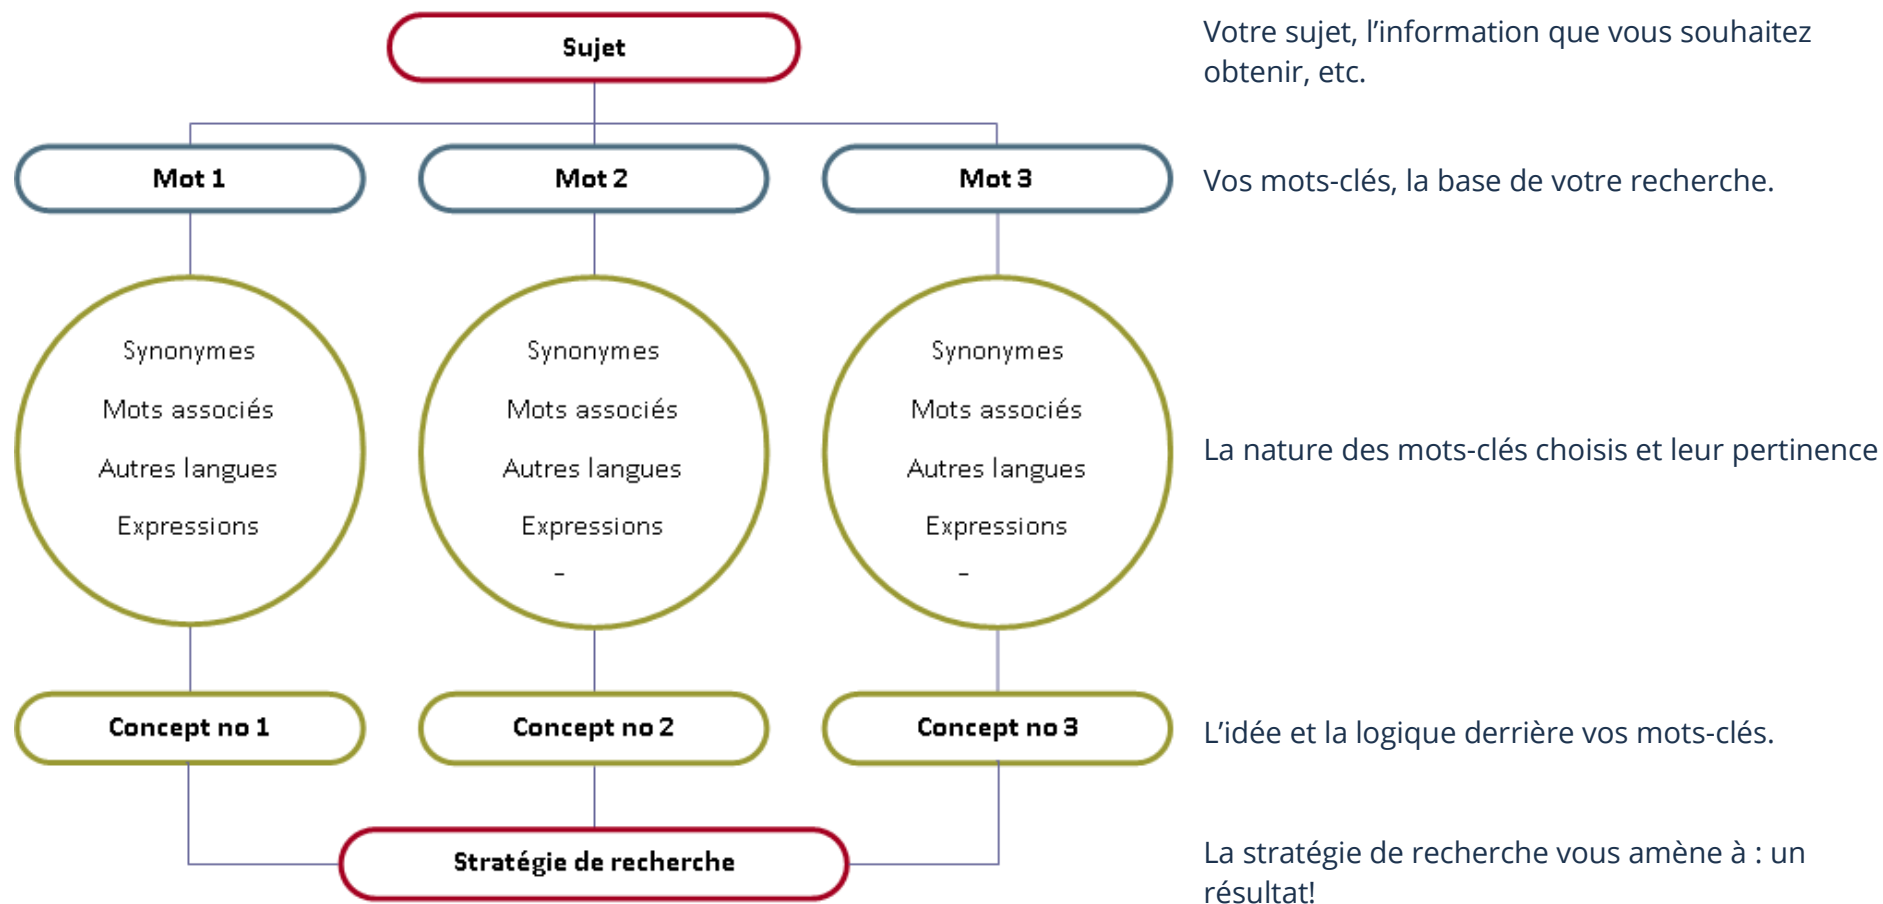 Sujet
Votre sujet, l’information que vous souhaitez
obtenir, etc.
Mot 1
Mot 2
Mot 3
Vos mots-clés, la base de votre recherche.
Synonymes
Mots associés
Autres langues
Expressions
Synonymes
Mots associés
Autres langues
Expressions
–
Synonymes
Mots associés
Autres langues
Expressions
–
La nature des mots-clés choisis et leur pertinence
Concept no 1
Concept no 2
Concept no 3
L’idée et la logique derrière vos mots-clés.
Stratégie de recherche
La stratégie de recherche vous amène à : un
résultat!